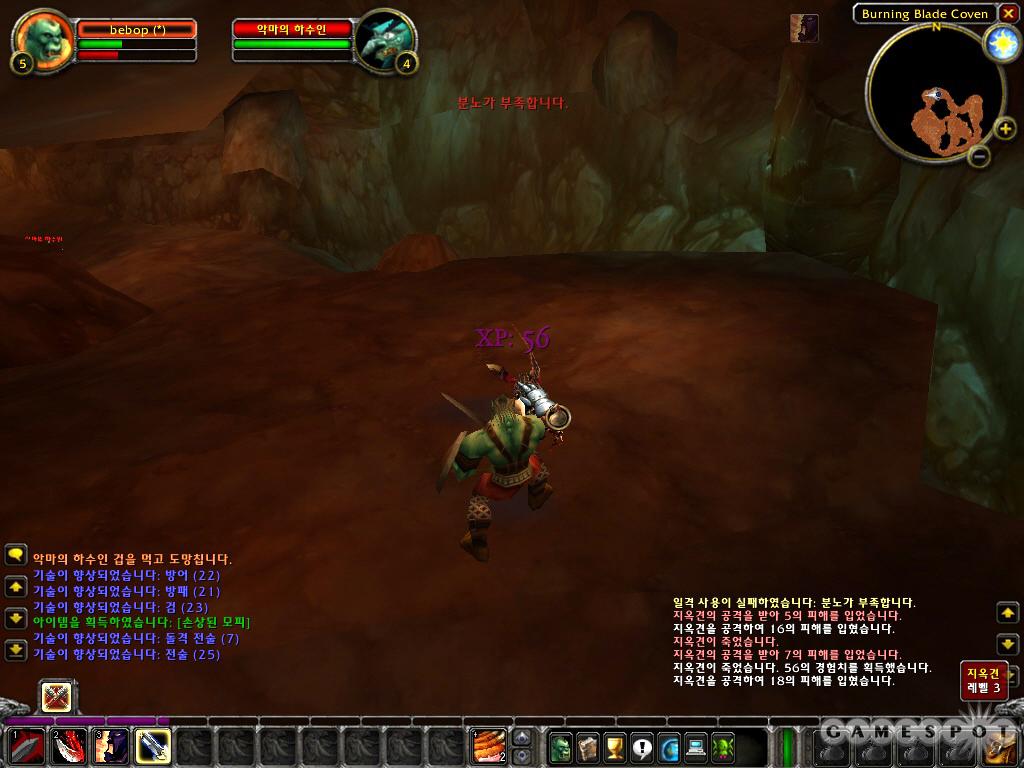 bebop (*)
5
악마의 하수인
4
Burning Blade Coven
N
분노가 부족합니다.
XP: 56
악마의 하수인 겁을 먹고 도망칩니다.
기술이 향상되었습니다: 방어 (22)
기술이 향상되었습니다: 방패 (21)
기술이 향상되었습니다: 검 (23)
아이템을 획득하였습니다: [손상된 모피]
기술이 향상되었습니다: 돌격 전술 (7)
기술이 향상되었습니다: 전술 (25)
일격 사용이 실패하였습니다: 분노가 부족합니다.
지옥견의 공격을 받아 5의 피해를 입었습니다.
지옥견을 공격하여 16의 피해를 입혔습니다.
지옥견이 죽었습니다.
지옥견의 공격을 받아 7의 피해를 입었습니다.
지옥견이 죽었습니다. 56의 경험치를 획득했습니다.
지옥견을 공격하여 18의 피해를 입혔습니다.
지옥견
레벨 3
2
3
2
GAMESPOT